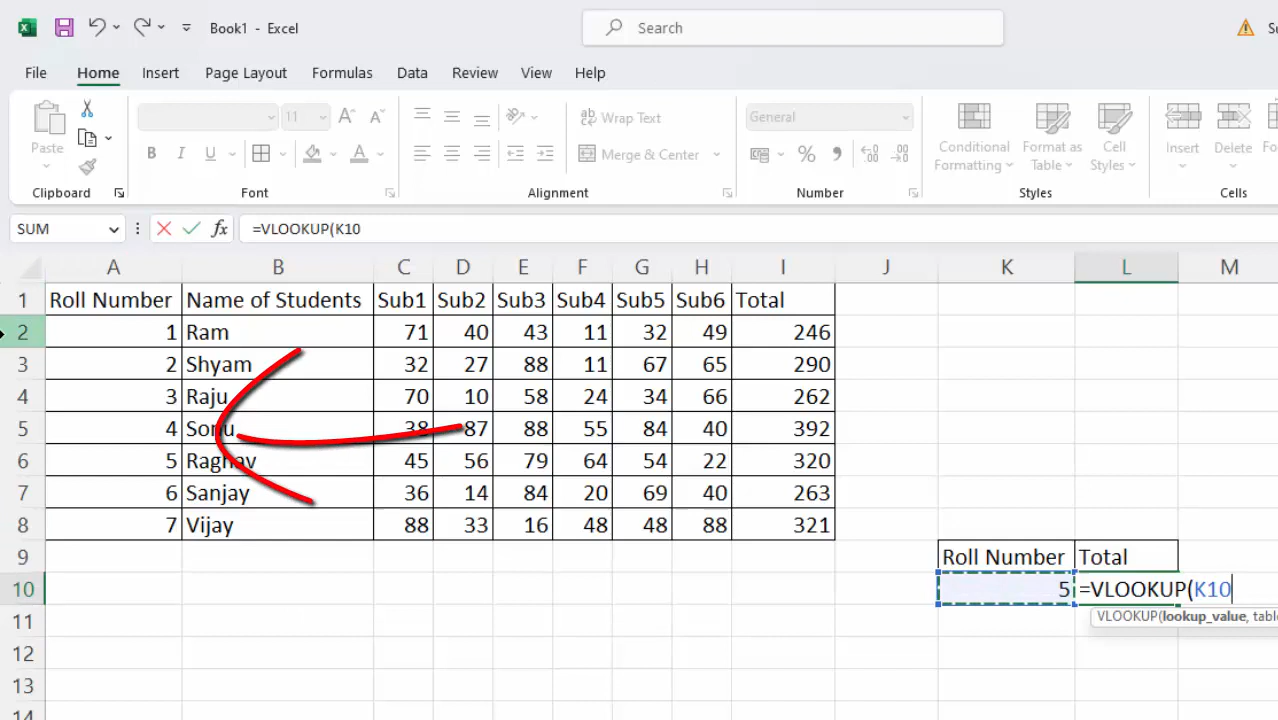 Book1 - Excel
Search
Su
File Home Insert Page Layout Formulas Data Review View Help
Paste
11
B I U A
ab Wrap Text
Merge & Center
General
% 9
Conditional Formatting
Format as Table
Cell Styles
Insert
Delete
Fo
Clipboard Font Alignment Number Styles Cells
SUM fx =VLOOKUP(K10
A B C D E F G H I J K L M
1 Roll Number Name of Students Sub1 Sub2 Sub3 Sub4 Sub5 Sub6 Total
2 1 Ram 71 40 43 11 32 49 246
3 2 Shyam 32 27 88 11 67 65 290
4 3 Raju 70 10 58 24 34 66 262
5 4 Sonu 38 87 88 55 84 40 392
6 5 Raghav 45 56 79 64 54 22 320
7 6 Sanjay 36 14 84 20 69 40 263
8 7 Vijay 88 33 16 48 48 88 321
9 Roll Number Total
10 5 =VLOOKUP(K10
11 VLOOKUP(lookup_value, table
12
13
14